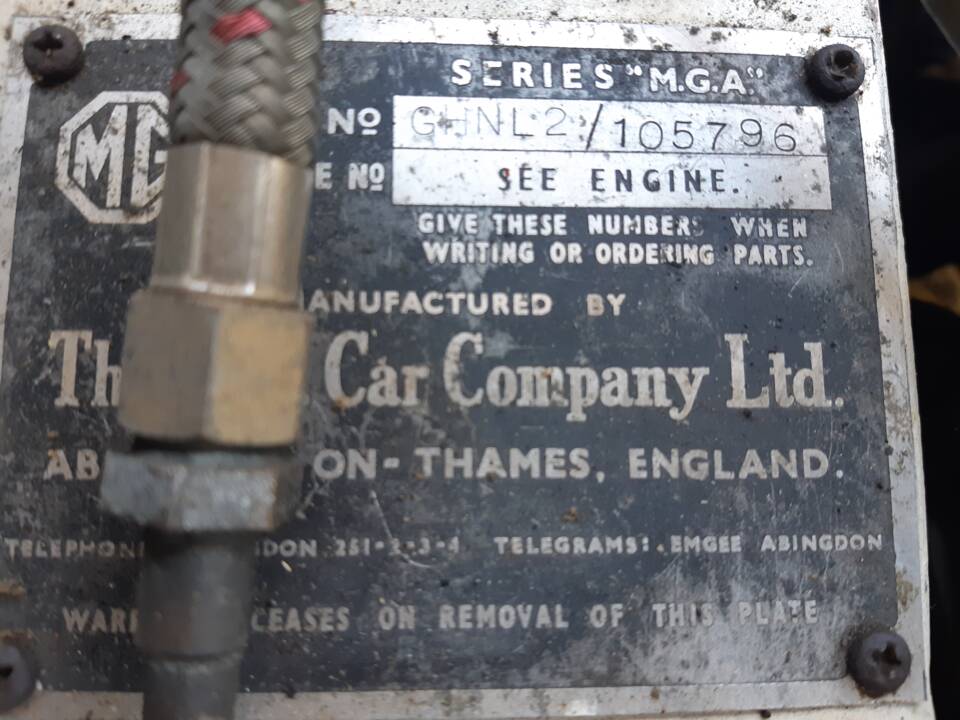 SERIES "M.G.A."
MG
No GHNL2/105796
E No SEE ENGINE.
GIVE THESE NUMBERS WHEN
WRITING OR ORDERING PARTS.
ANUFACTURED BY
Th Car Company Ltd.
AB ON-THAMES, ENGLAND.
TELEPHON DON 251-2-3-4 TELEGRAMS: EMGEE ABINGDON
WARR CEASES ON REMOVAL OF THIS PLATE